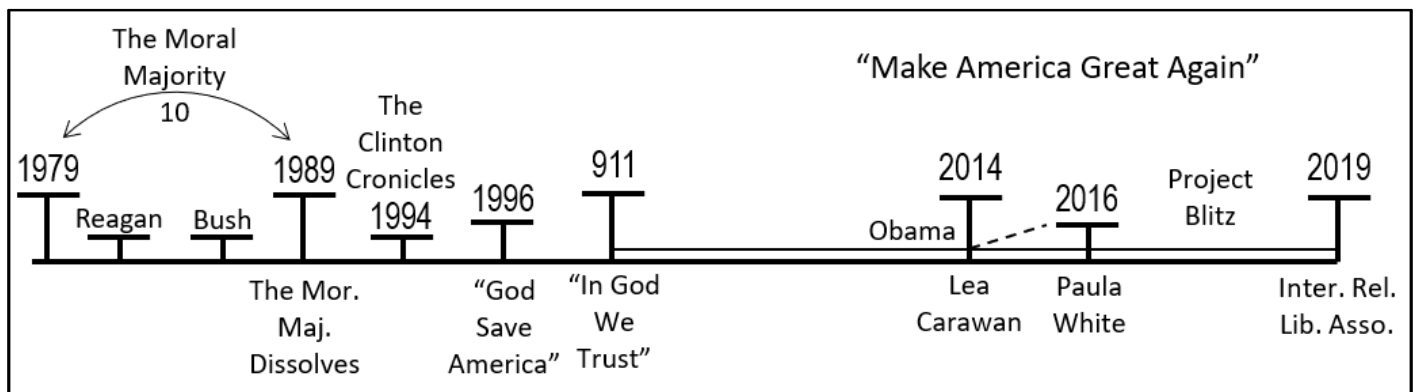 The Moral
Majority
10
“Make America Great Again”
The
Clinton
Cronicles
1979
1989
1994
1996
911
2014
2016
Project
Blitz
2019
Reagan
Bush
Obama
The Mor.
Maj.
Dissolves
“God
Save
America”
“In God
We
Trust”
Lea
Carawan
Paula
White
Inter. Rel.
Lib. Asso.